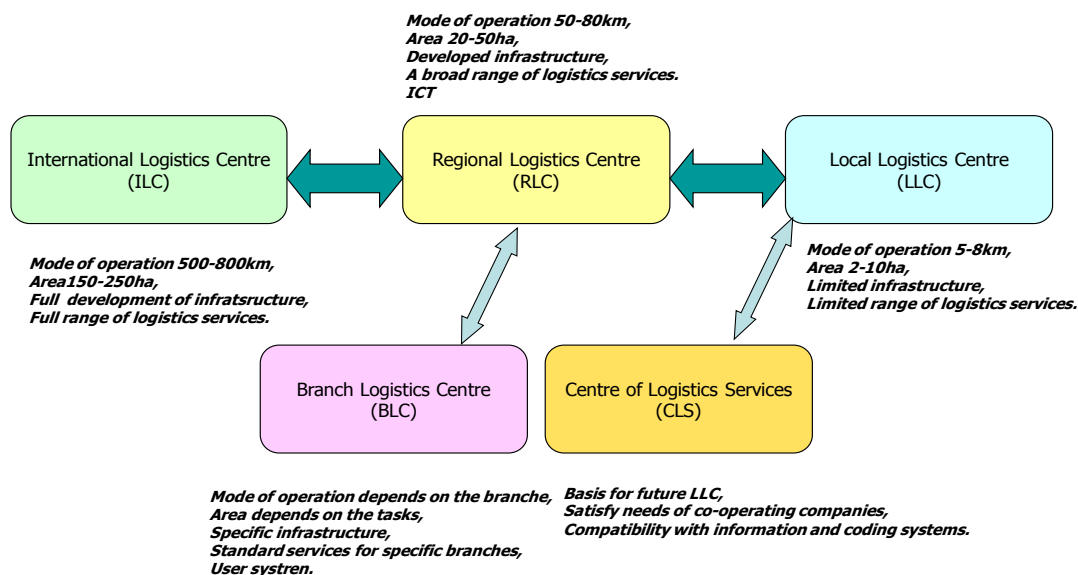 Mode of operation 50-80km,
Area 20-50ha,
Developed infrastructure,
A broad range of logistics services.
ICT
International Logistics Centre
(ILC)
Regional Logistics Centre
(RLC)
Local Logistics Centre
(LLC)
Mode of operation 500-800km,
Area150-250ha,
Full development of infratsructure,
Full range of logistics services.
Mode of operation 5-8km,
Area 2-10ha,
Limited infrastructure,
Limited range of logistics services.
Branch Logistics Centre
(BLC)
Centre of Logistics Services
(CLS)
Mode of operation depends on the branche,
Area depends on the tasks,
Specific infrastructure,
Standard services for specific branches,
User systren.
Basis for future LLC,
Satisfy needs of co-operating companies,
Compatibility with information and coding systems.